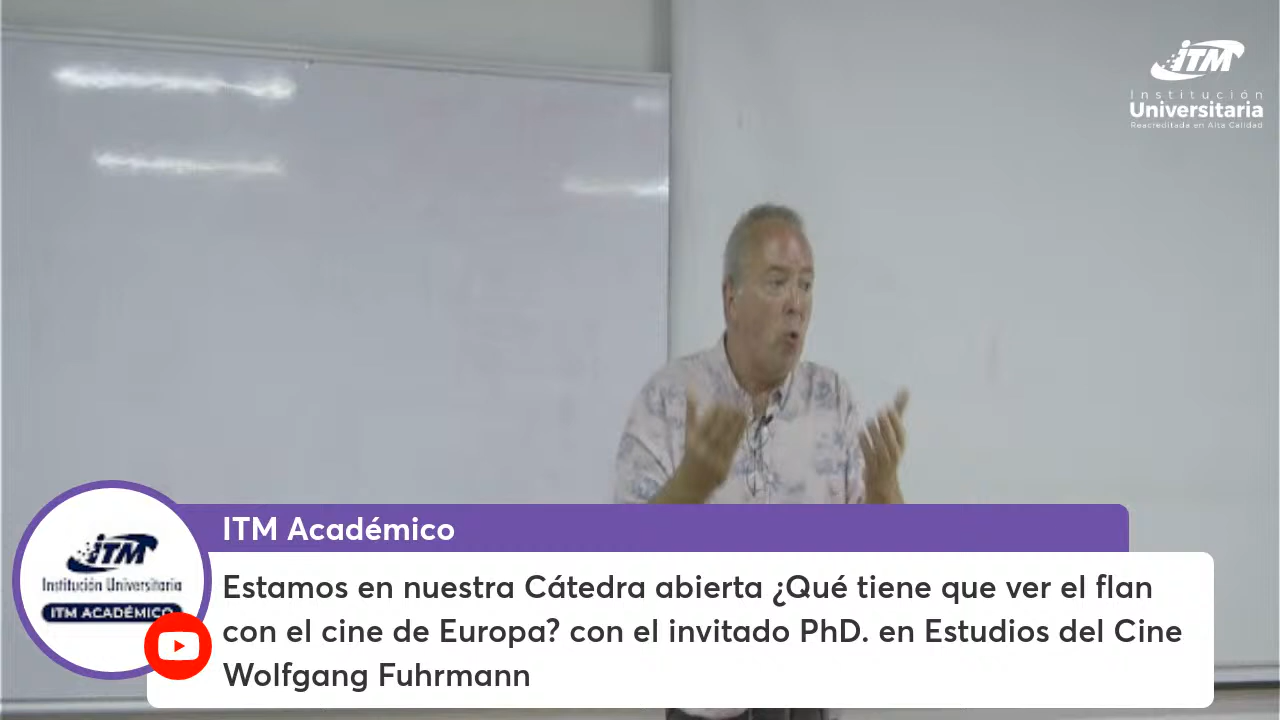 iTM
Institución
Universitaria
Reacreditada en Alta Calidad
ITM Académico
iTM
Institución Universitaria
ITM ACADÉMICO
Estamos en nuestra Cátedra abierta ¿Qué tiene que ver el flan
con el cine de Europa? con el invitado PhD. en Estudios del Cine
Wolfgang Fuhrmann